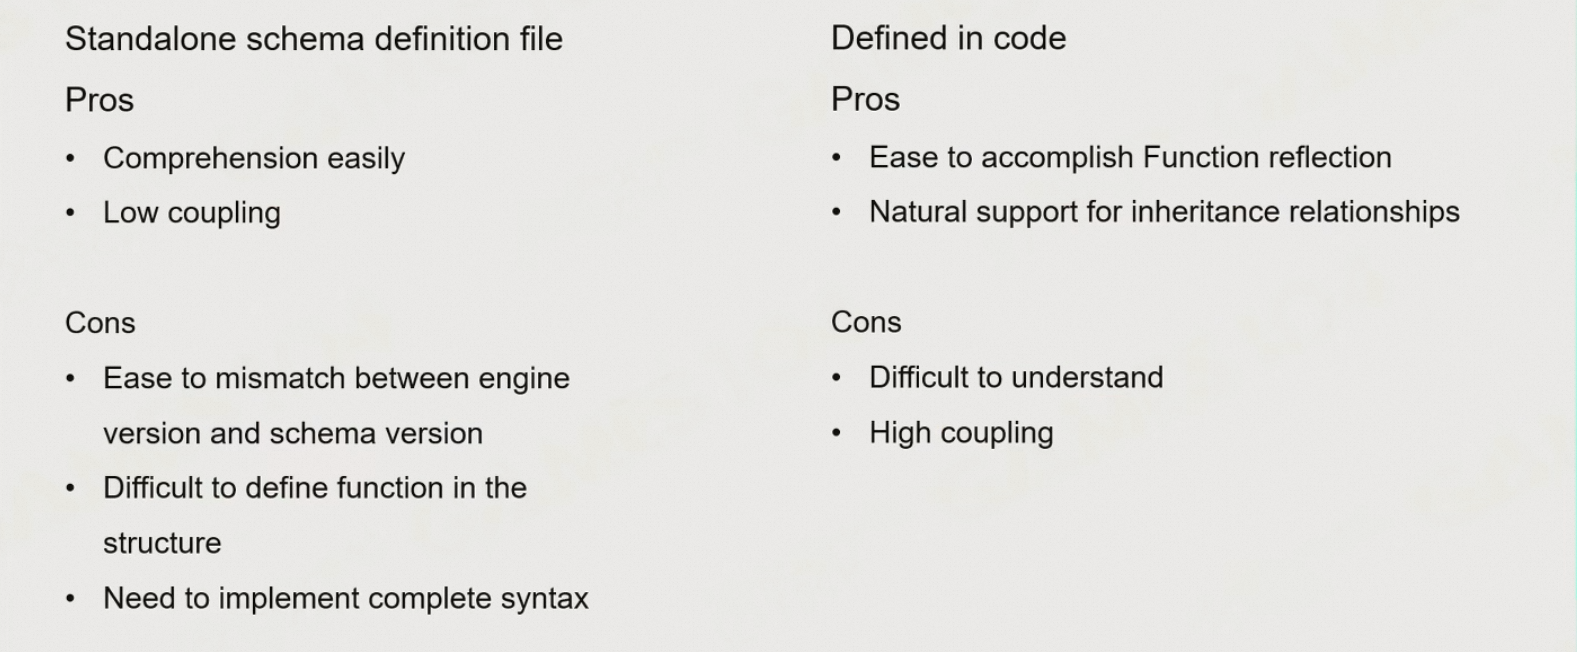 Standalone schema definition file
Pros
• Comprehension easily
• Low coupling
Cons
• Ease to mismatch between engine
version and schema version
• Difficult to define function in the
structure
• Need to implement complete syntax
Defined in code
Pros
• Ease to accomplish Function reflection
• Natural support for inheritance relationships
Cons
• Difficult to understand
• High coupling